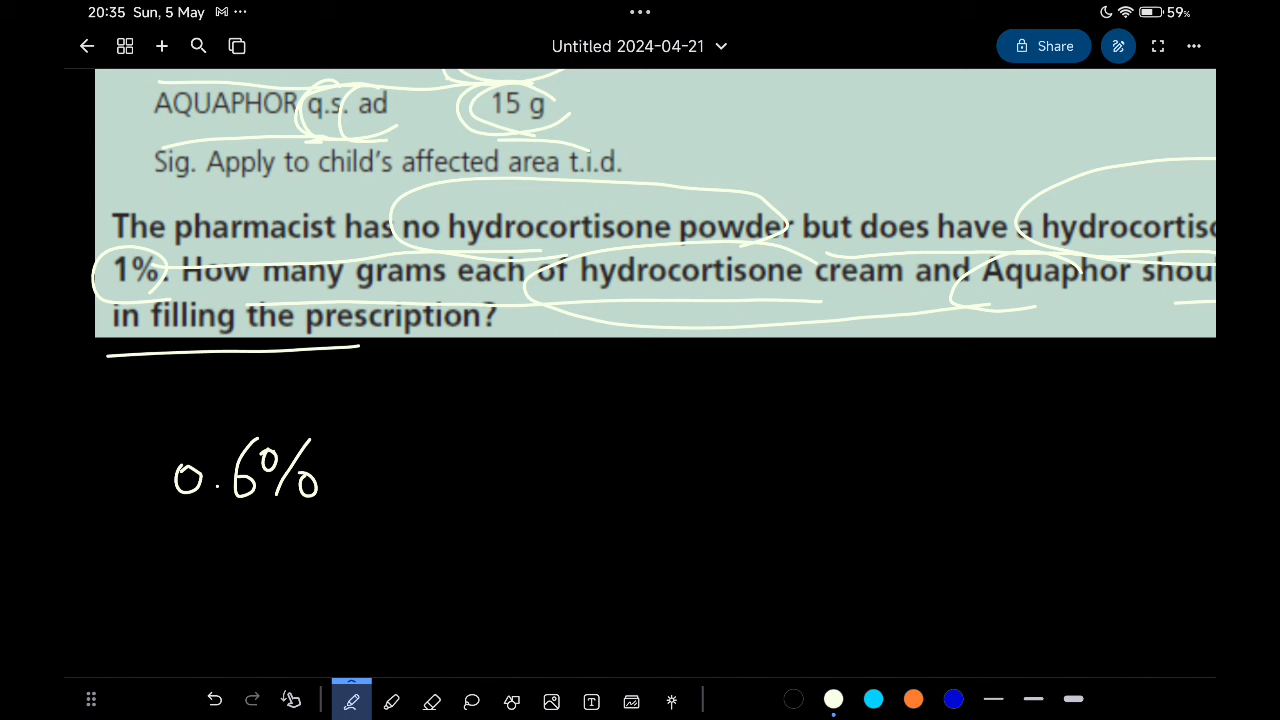 20:35 Sun, 5 May
59%
Untitled 2024-04-21
Share
AQUAPHOR q.s. ad 15 g
Sig. Apply to child's affected area t.i.d.
The pharmacist has no hydrocortisone powder but does have a
1%. How many grams each of hydrocortisone cream and Aquaphor
in filling the prescription?
0.6%